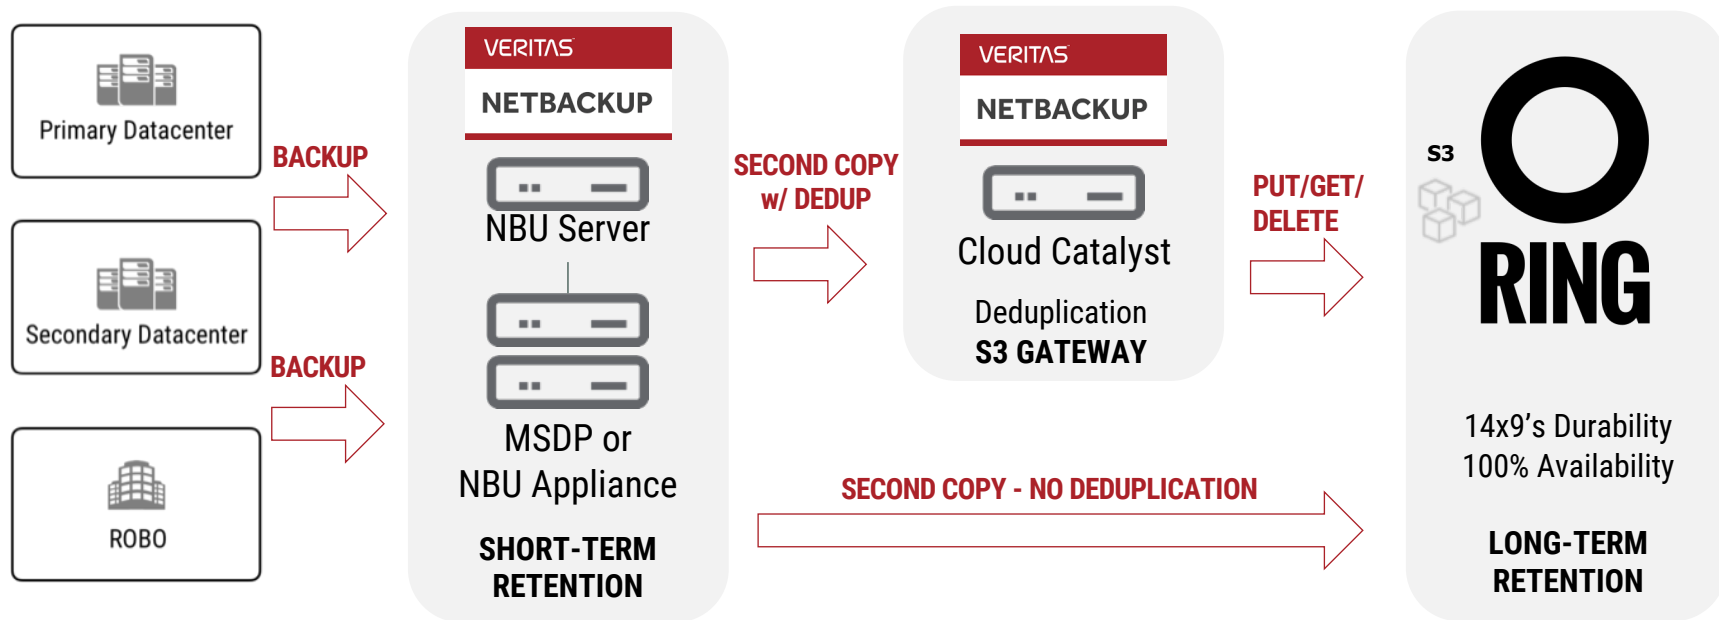 Primary Datacenter
Secondary Datacenter
ROBO
BACKUP
BACKUP
VERITAS
NETBACKUP
NBU Server
MSDP or
NBU Appliance
SHORT-TERM
RETENTION
SECOND COPY
w/ DEDUP
VERITAS
NETBACKUP
Cloud Catalyst
Deduplication
S3 GATEWAY
PUT/GET/
DELETE
SECOND COPY - NO DEDUPLICATION
S3
RING
14x9’s Durability
100% Availability
LONG-TERM
RETENTION